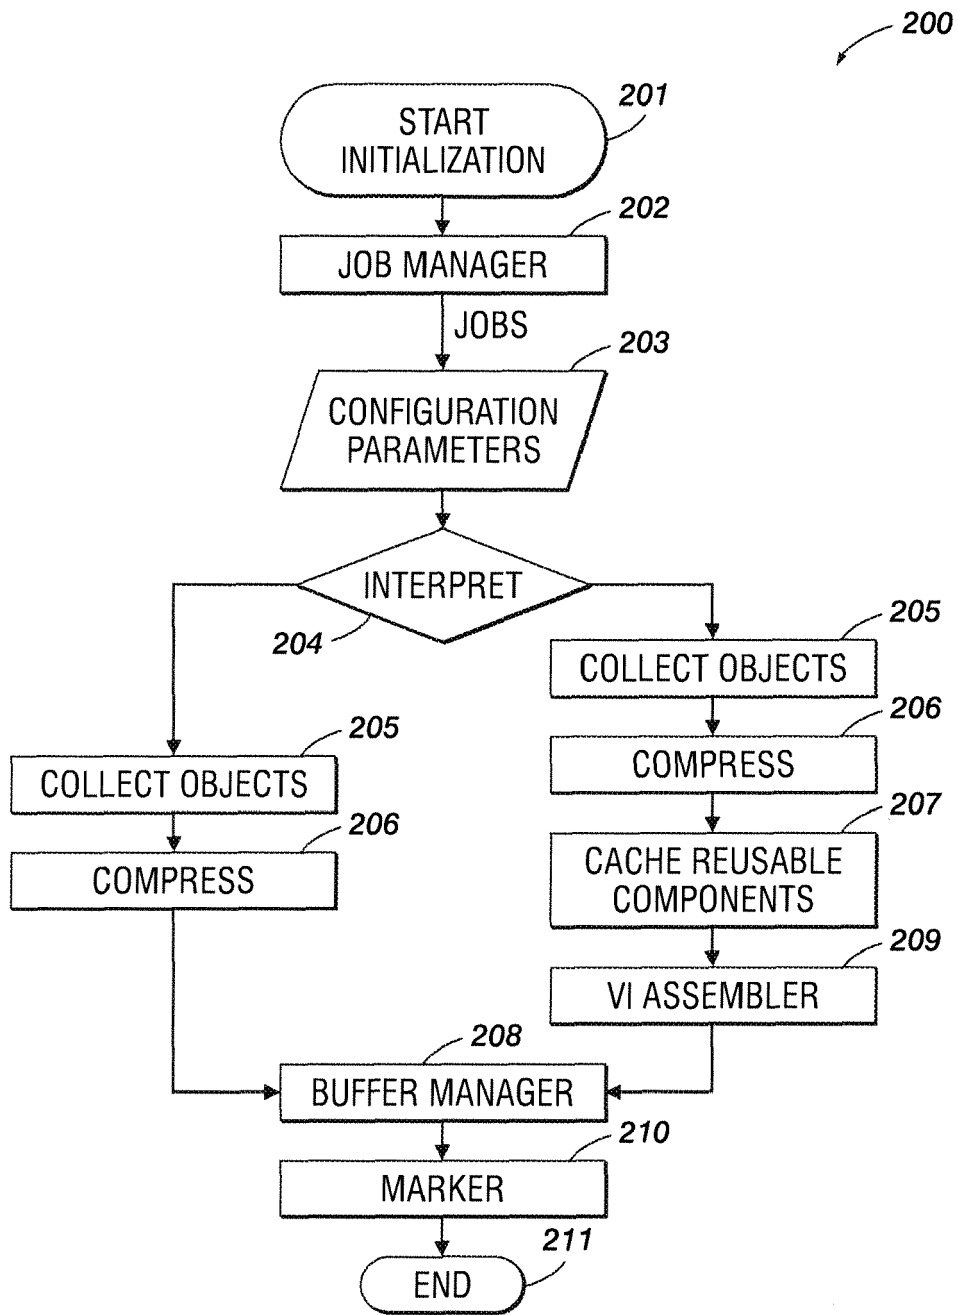 200
201
START
INITIALIZATION
202
JOB MANAGER
JOBS
203
CONFIGURATION
PARAMETERS
INTERPRET
204
205
COLLECT OBJECTS
206
COMPRESS
205
COLLECT OBJECTS
206
COMPRESS
207
CACHE REUSABLE
COMPONENTS
209
VI ASSEMBLER
208
BUFFER MANAGER
210
MARKER
211
END